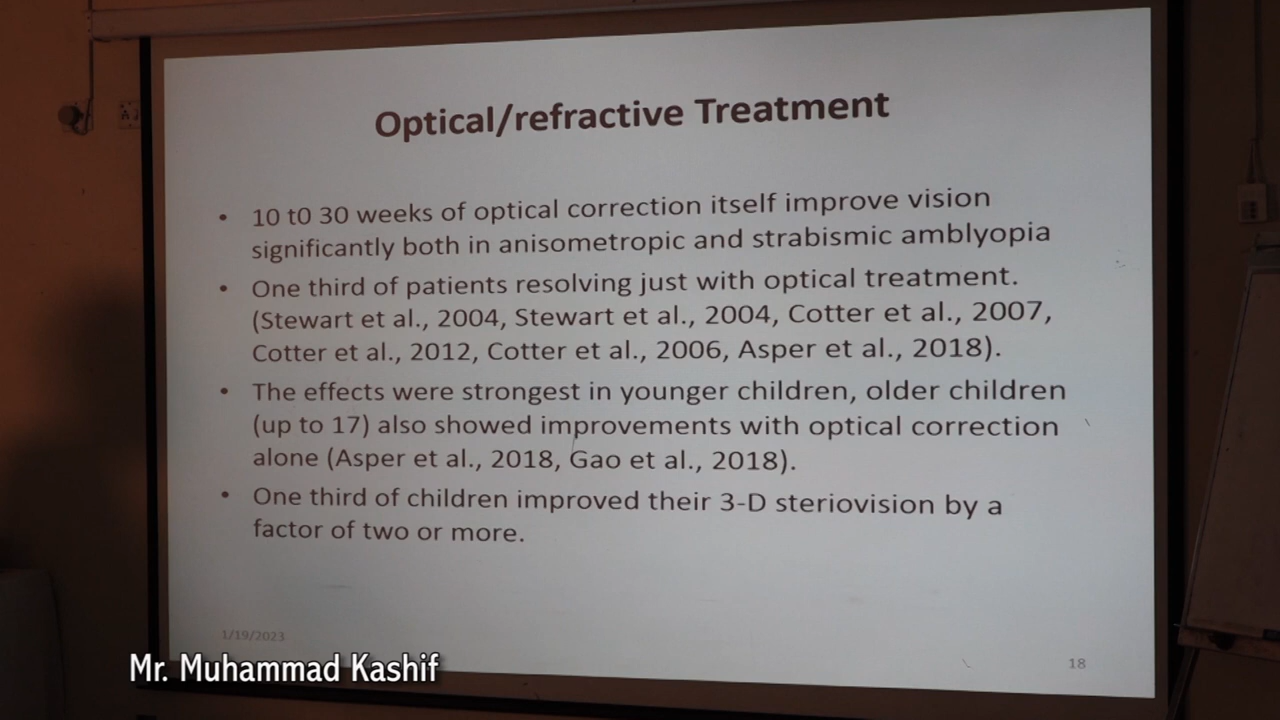 Optical/refractive Treatment
• 10 t0 30 weeks of optical correction itself improve vision
significantly both in anisometropic and strabismic amblyopia
• One third of patients resolving just with optical treatment.
(Stewart et al., 2004, Stewart et al., 2004, Cotter et al., 2007,
Cotter et al., 2012, Cotter et al., 2006, Asper et al., 2018).
• The effects were strongest in younger children, older children
(up to 17) also showed improvements with optical correction
alone (Asper et al., 2018, Gao et al., 2018).
• One third of children improved their 3-D steriovision by a
factor of two or more.
1/19/2023
18
Mr. Muhammad Kashif